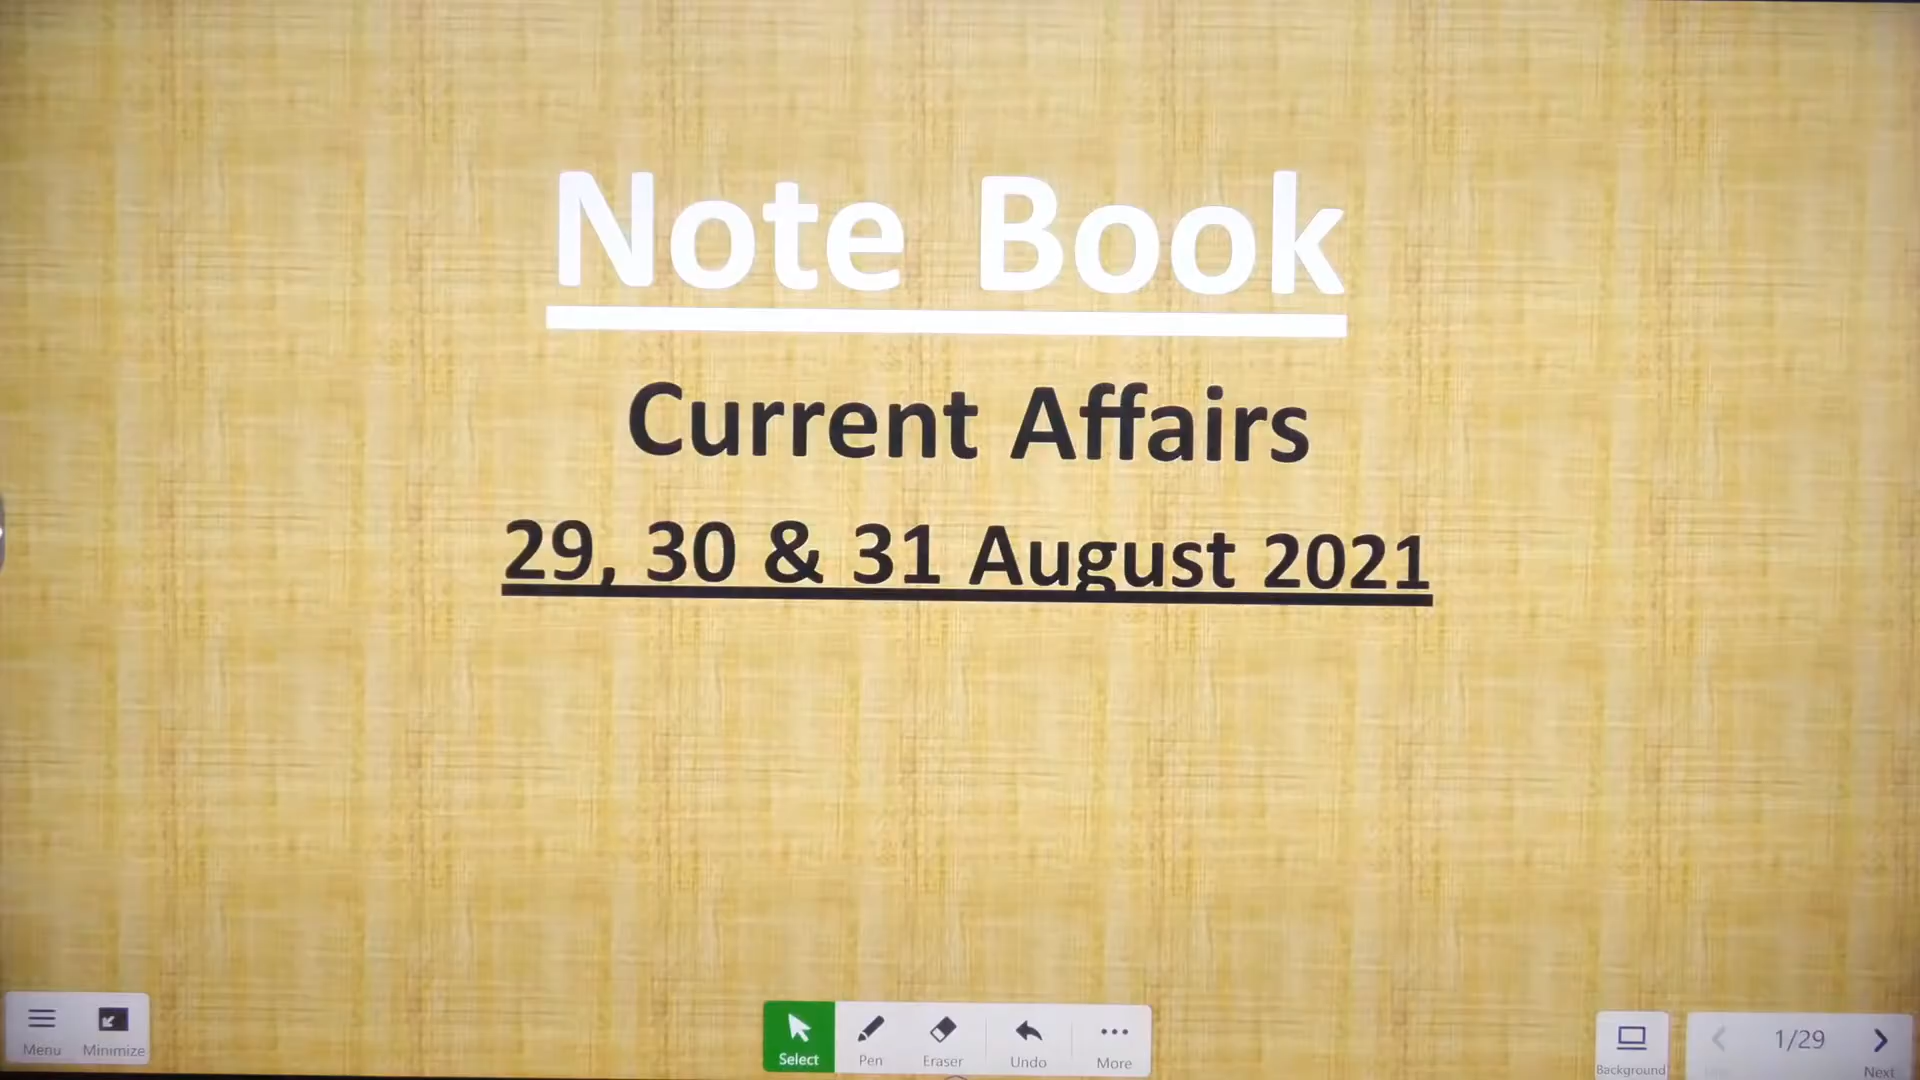 Note Book
Current Affairs
29, 30 & 31 August 2021
Menu
Minimize
Select
Pen
Eraser
Undo
More
Background
1/29
Next